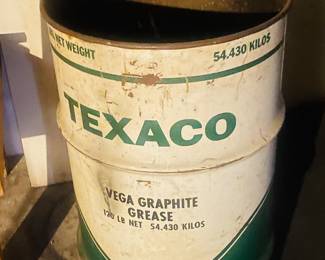 NET WEIGHT 54.430 KILOS
TEXACO
VEGA GRAPHITE
GREASE
120 LB NET 54.430 KILOS